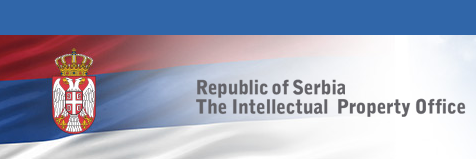 Republic of Serbia
The Intellectual Property Office